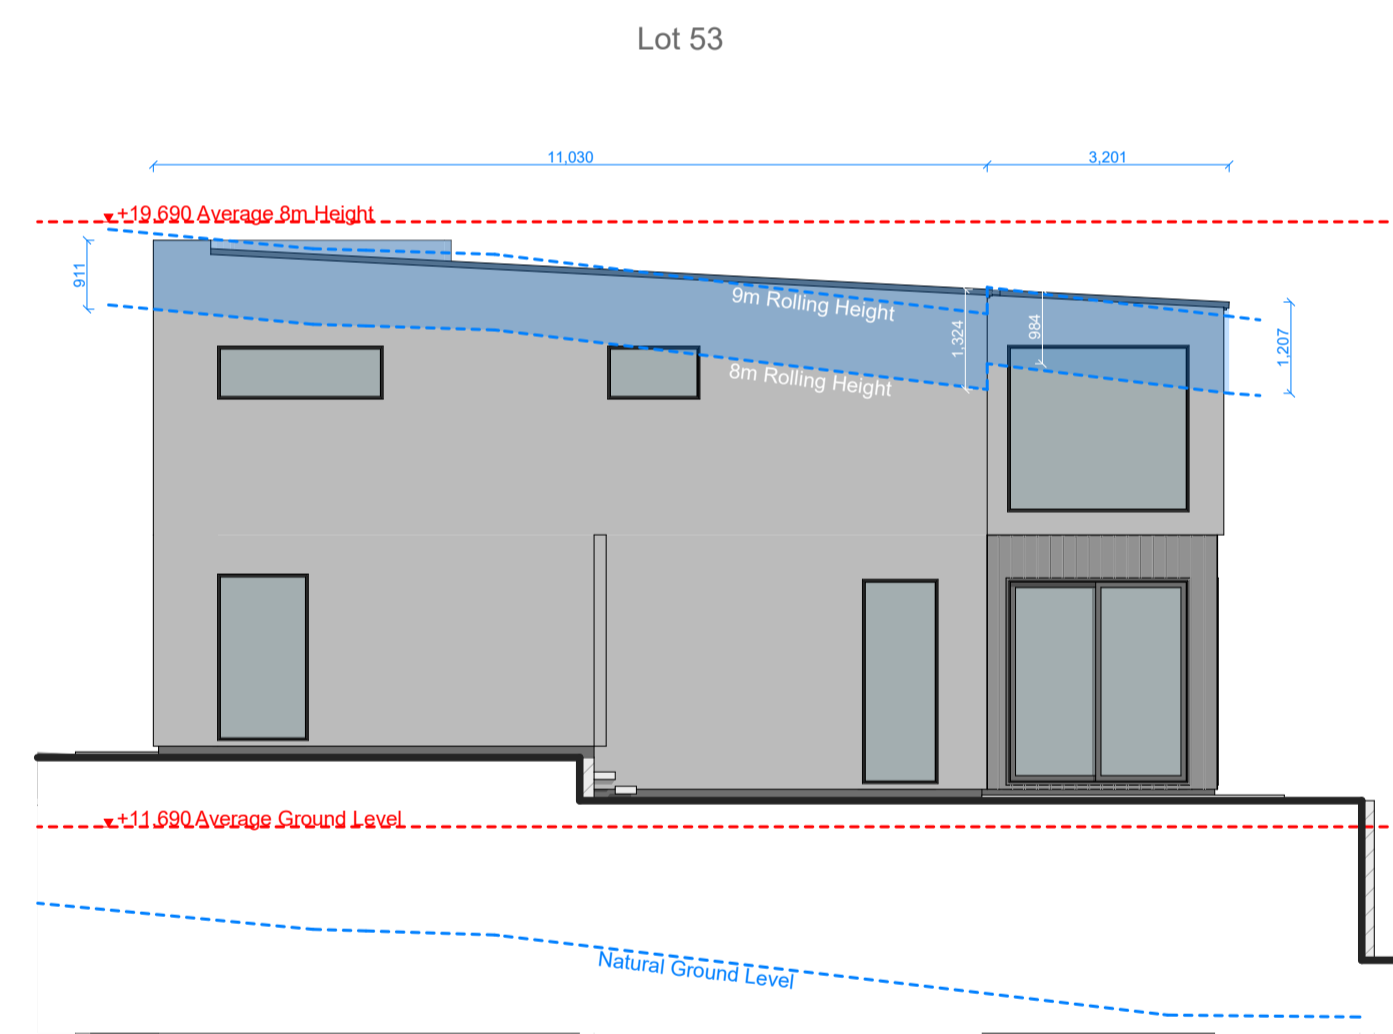 Lot 53
11,030
3,201
+19,690 Average 8m Height
911
9m Rolling Height
1,324
984
1,207
8m Rolling Height
+11,690 Average Ground Level
Natural Ground Level